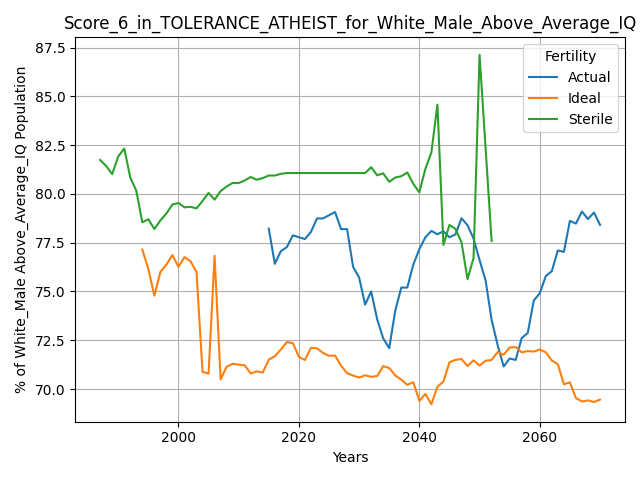 Score_6_in_TOLERANCE_ATHEIST_for_White_Male_Above_Average_IQ
% of White_Male Above_Average_IQ Population
87.5
85.0
82.5
80.0
77.5
75.0
72.5
70.0
Fertility
Actual
Ideal
Sterile
2000
2020
2040
2060
Years